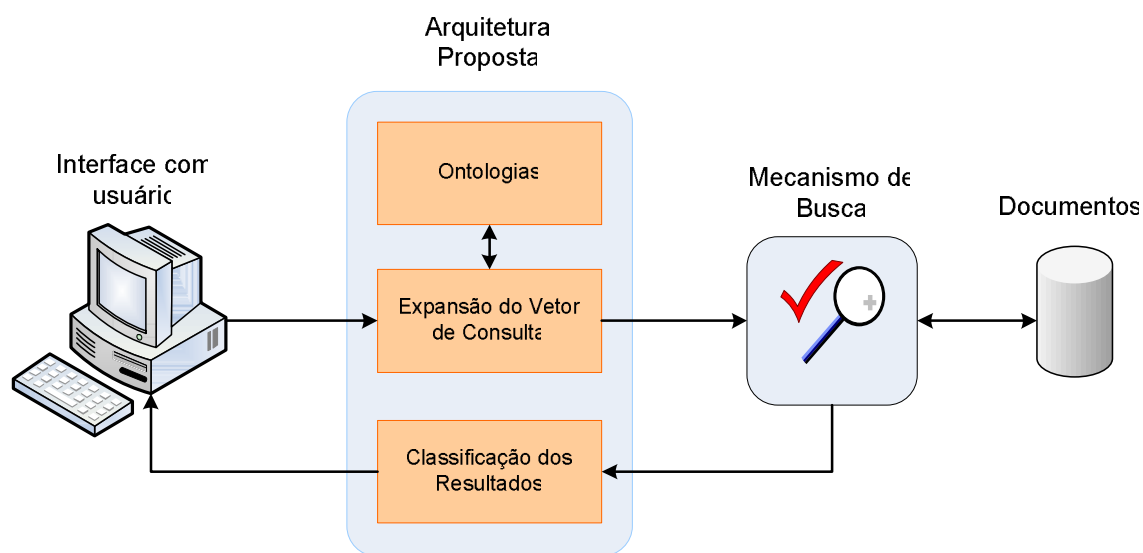 Arquitetura
Proposta
Interface com
usuário
Ontologias
Expansão do Vetor
de Consulta
Classificação dos
Resultados
Mecanismo de
Busca
Documentos